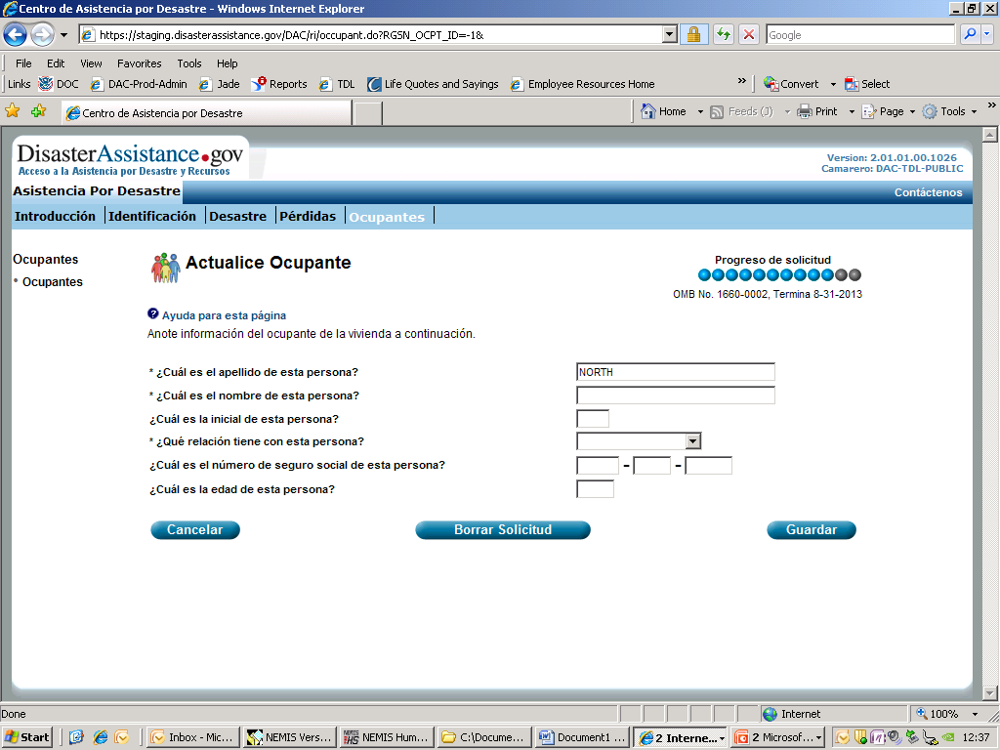 Centro de Asistencia por Desastre - Windows Internet Explorer
https://staging.disasterassistance.gov/DAC/ri/occupant.do?RGSN_OCPT_ID=-1&
Google
File Edit View Favorites Tools Help
Links DOC DAC-Prod-Admin Jade Reports TDL Life Quotes and Sayings Employee Resources Home » Convert Select
Centro de Asistencia por Desastre Home Feeds (J) Print Page Tools »
DisasterAssistance.gov
Acceso a la Asistencia por Desastre y Recursos
Version: 2.01.01.00.1026
Camarero: DAC-TDL-PUBLIC
Asistencia Por Desastre Contáctenos
Introducción Identificación Desastre Pérdidas Ocupantes
Ocupantes
• Ocupantes
Actualice Ocupante
Progreso de solicitud
OMB No. 1660-0002, Termina 8-31-2013
? Ayuda para esta página
Anote información del ocupante de la vivienda a continuación.
* ¿Cuál es el apellido de esta persona? NORTH
* ¿Cuál es el nombre de esta persona?
¿Cuál es la inicial de esta persona?
* ¿Qué relación tiene con esta persona?
¿Cuál es el número de seguro social de esta persona? - -
¿Cuál es la edad de esta persona?
Cancelar Borrar Solicitud Guardar
Done Internet 100%
Start Inbox - Mic... NEMIS Vers... NEMIS Hum... C:\Docume... Document1 ... 2 Interne... 2 Microsof... 12:37